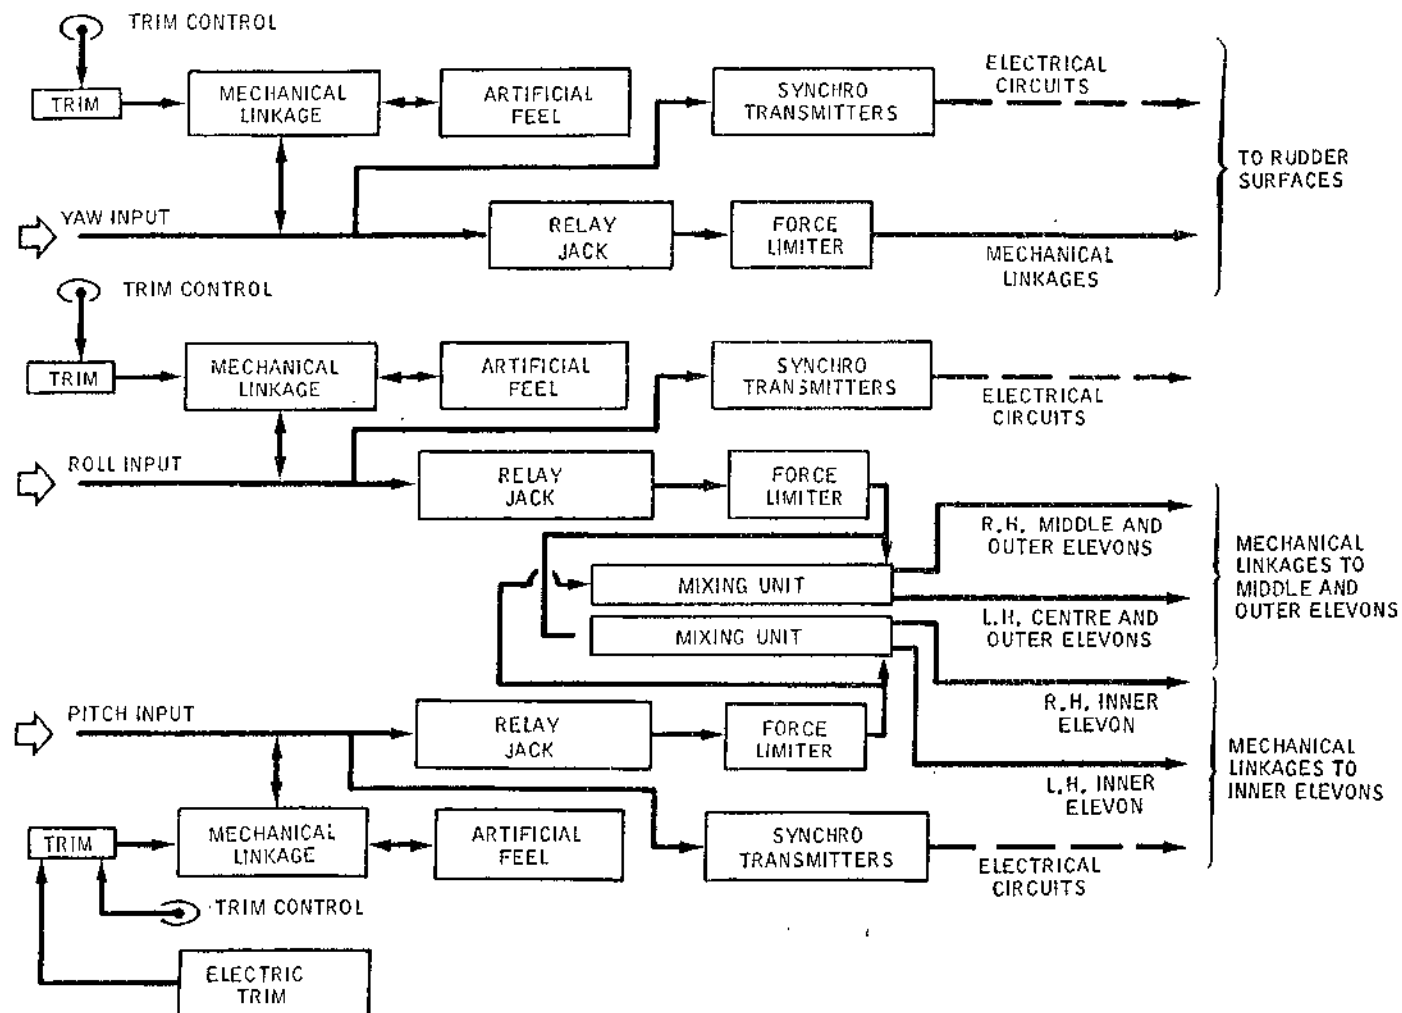 TRIM CONTROL
TRIM
MECHANICAL
LINKAGE
ARTIFICIAL
FEEL
SYNCHRO
TRANSMITTERS
ELECTRICAL
CIRCUITS
TO RUDDER
SURFACES
YAW INPUT
RELAY
JACK
FORCE
LIMITER
MECHANICAL
LINKAGES
TRIM CONTROL
TRIM
MECHANICAL
LINKAGE
ARTIFICIAL
FEEL
SYNCHRO
TRANSMITTERS
ELECTRICAL
CIRCUITS
ROLL INPUT
RELAY
JACK
FORCE
LIMITER
R.H. MIDDLE AND
OUTER ELEVONS
MIXING UNIT
L.H. CENTRE AND
OUTER ELEVONS
MECHANICAL
LINKAGES TO
MIDDLE AND
OUTER ELEVONS
MIXING UNIT
R.H. INNER
ELEVON
PITCH INPUT
RELAY
JACK
FORCE
LIMITER
L.H. INNER
ELEVON
MECHANICAL
LINKAGES TO
INNER ELEVONS
TRIM
MECHANICAL
LINKAGE
ARTIFICIAL
FEEL
SYNCHRO
TRANSMITTERS
ELECTRICAL
CIRCUITS
TRIM CONTROL
ELECTRIC
TRIM